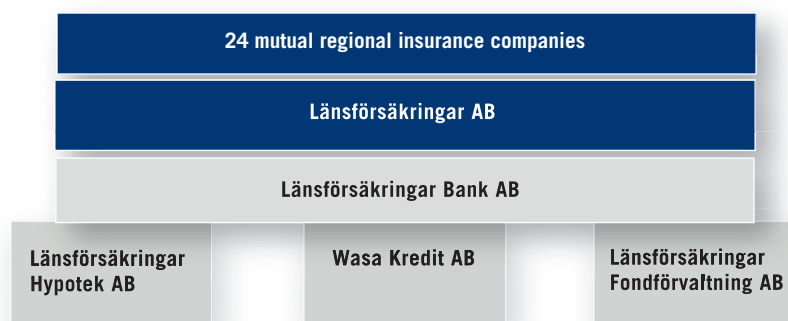 24 mutual regional insurance companies
Länsförsäkringar AB
Länsförsäkringar Bank AB
Länsförsäkringar
Hypotek AB
Wasa Kredit AB
Länsförsäkringar
Fondförvaltning AB